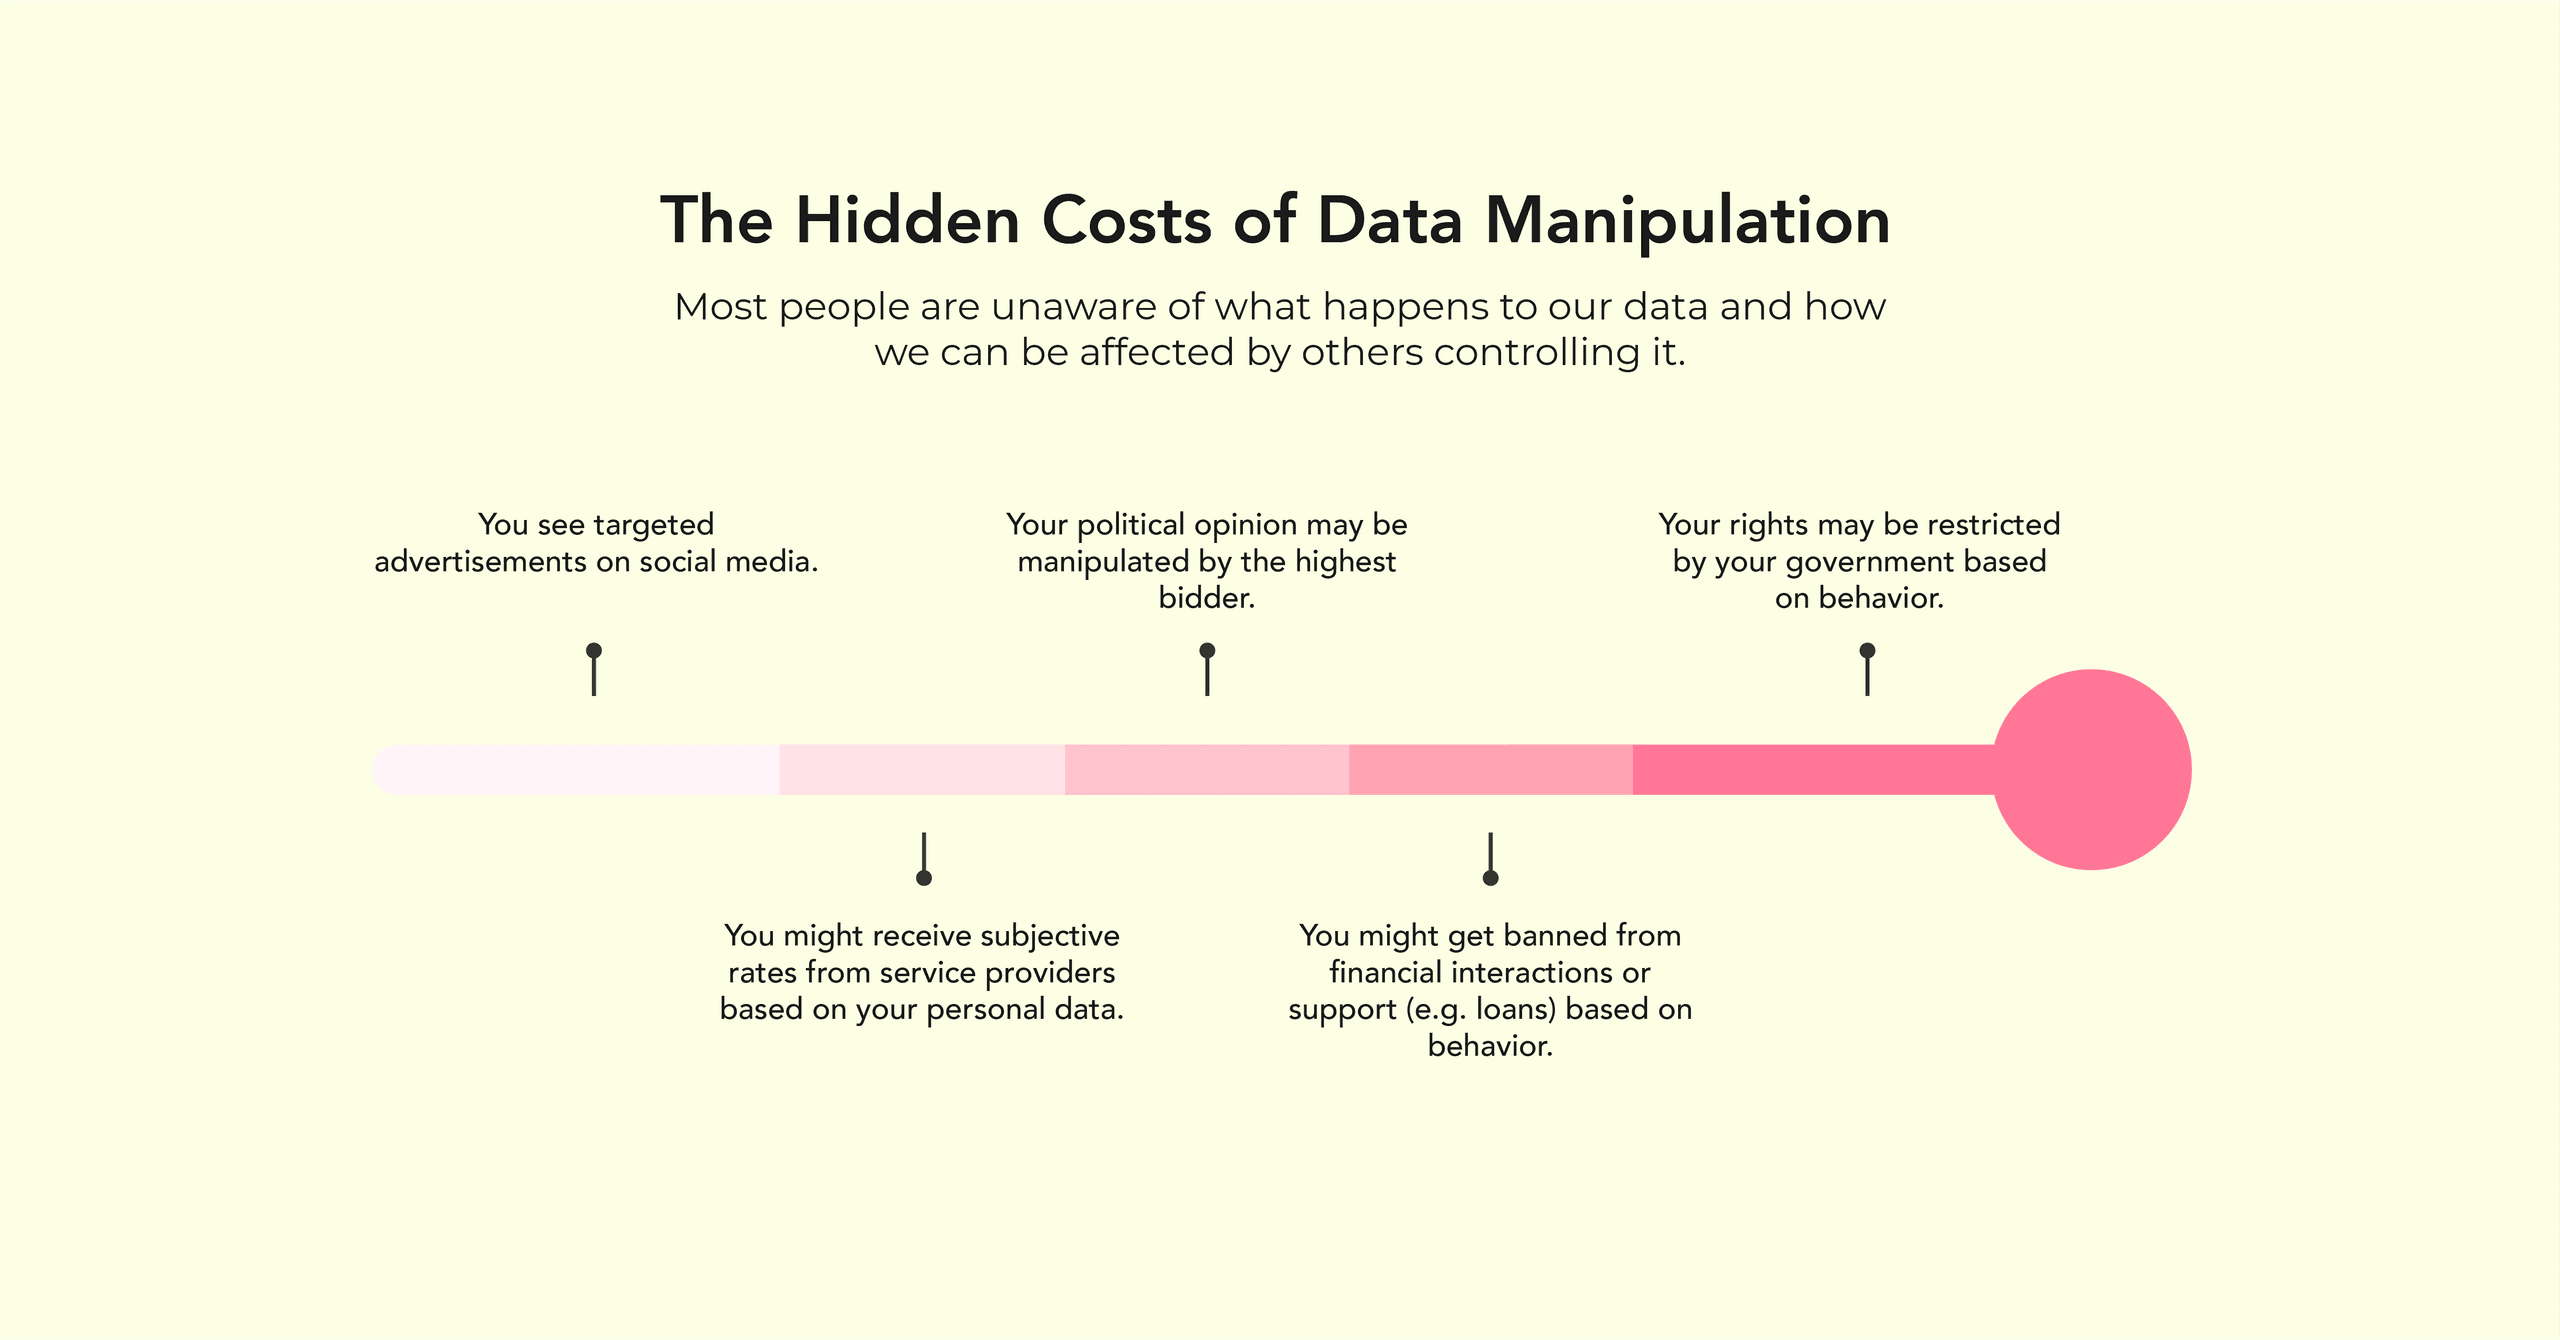 The Hidden Costs of Data Manipulation
Most people are unaware of what happens to our data and how
we can be affected by others controlling it.
You see targeted
advertisements on social media.
You might receive subjective
rates from service providers
based on your personal data.
Your political opinion may be
manipulated by the highest
bidder.
You might get banned from
financial interactions or
support (e.g. loans) based on
behavior.
Your rights may be restricted
by your government based
on behavior.